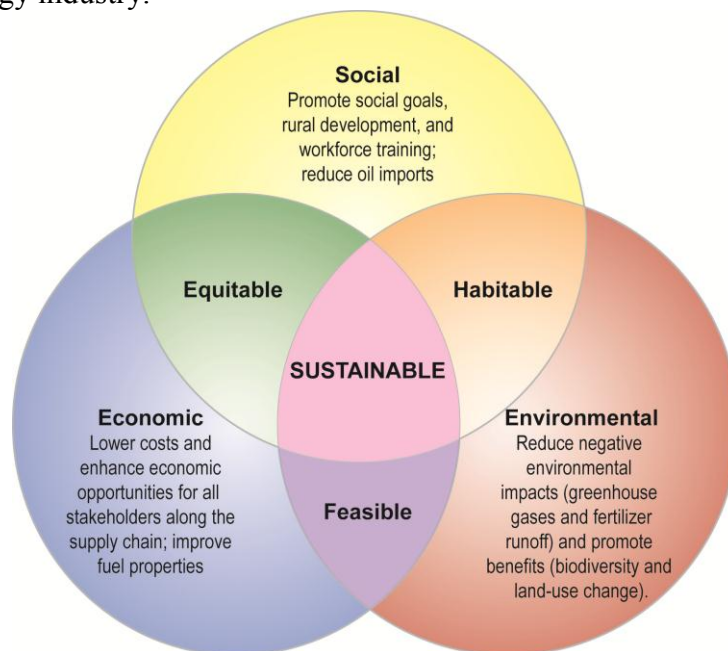 gy industry.
Social
Promote social goals,
rural development, and
workforce training;
reduce oil imports
Equitable
Habitable
SUSTAINABLE
Economic
Lower costs and
enhance economic
opportunities for all
stakeholders along the
supply chain; improve
fuel properties
Environmental
Reduce negative
environmental
impacts (greenhouse
gases and fertilizer
runoff) and promote
benefits (biodiversity and
land-use change).
Feasible